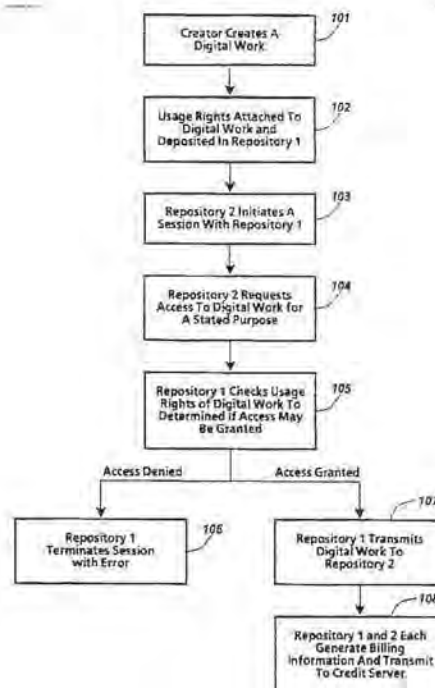 101
Creator Creates A
Digital Work
102
Usage Rights Attached To
Digital Work and
Deposited In Repository 1
103
Repository 2 Initiates A
Session With Repository 1
104
Repository 2 Requests
Access To Digital Work for
A Stated Purpose
105
Repository 1 Checks Usage
Rights of Digital Work To
Determined if Access May
Be Granted
Access Denied
Access Granted
106
Repository 1
Terminates Session
with Error
107
Repository 1 Transmits
Digital Work To
Repository 2
108
Repository 1 and 2 Each
Generate Billing
Information And Transmit
To Credit Server.